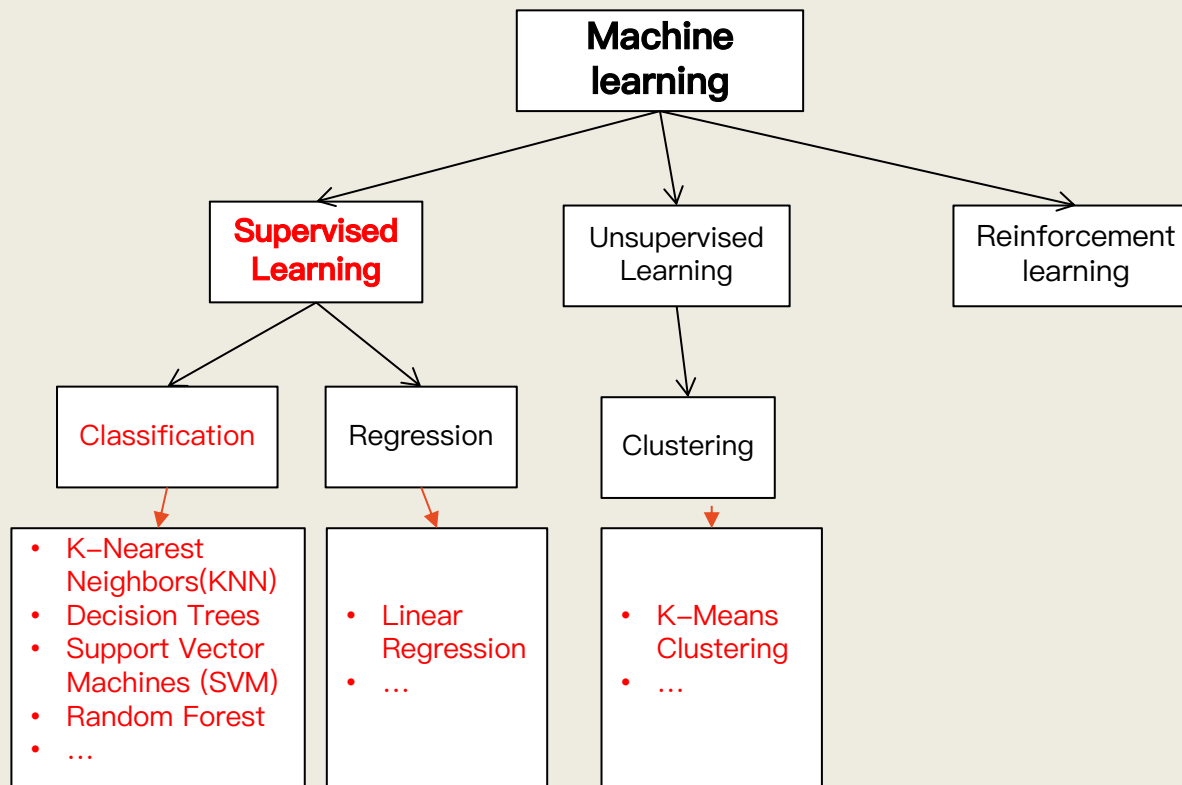 Machine
learning
Supervised
Learning
Unsupervised
Learning
Reinforcement
learning
Classification
Regression
Clustering
• K-Nearest
Neighbors(KNN)
• Decision Trees
• Support Vector
Machines (SVM)
• Random Forest
• ...
• Linear
Regression
• ...
• K-Means
Clustering
• ...